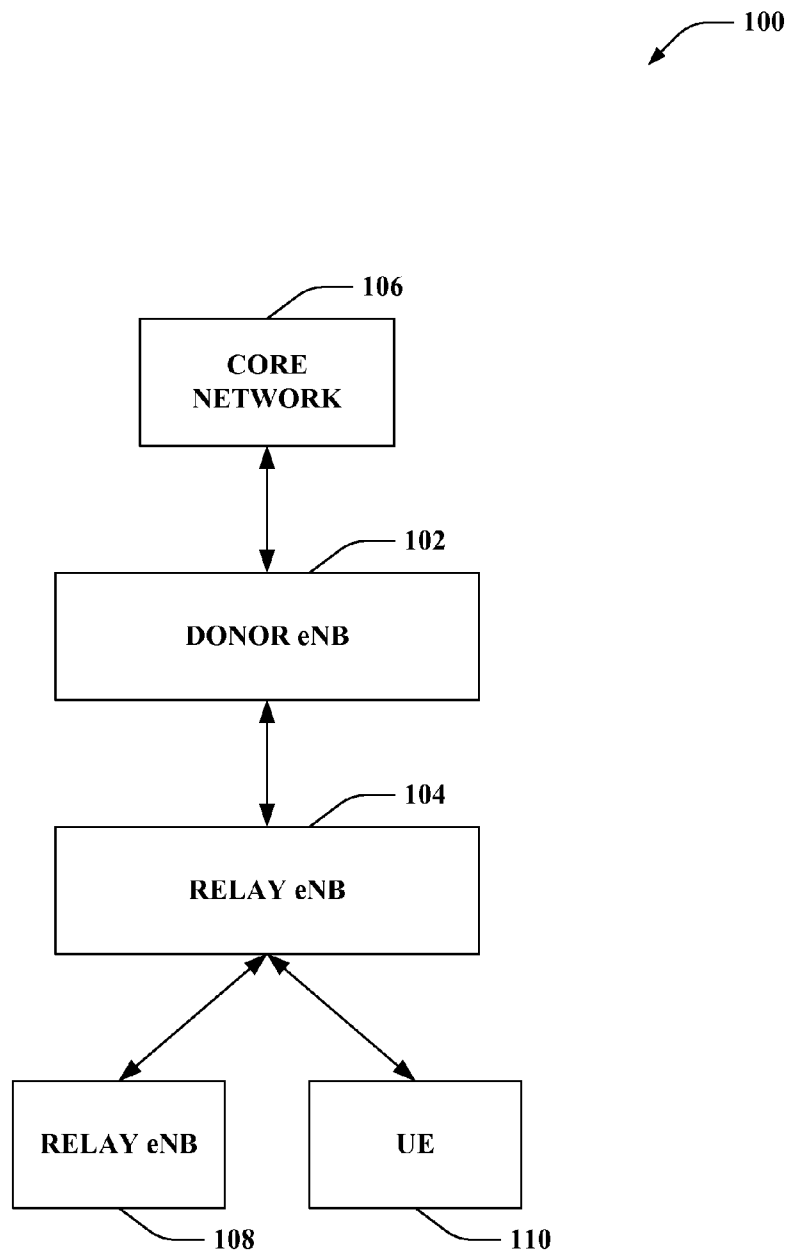 100
106
CORE
NETWORK
102
DONOR eNB
104
RELAY eNB
RELAY eNB
UE
108
110